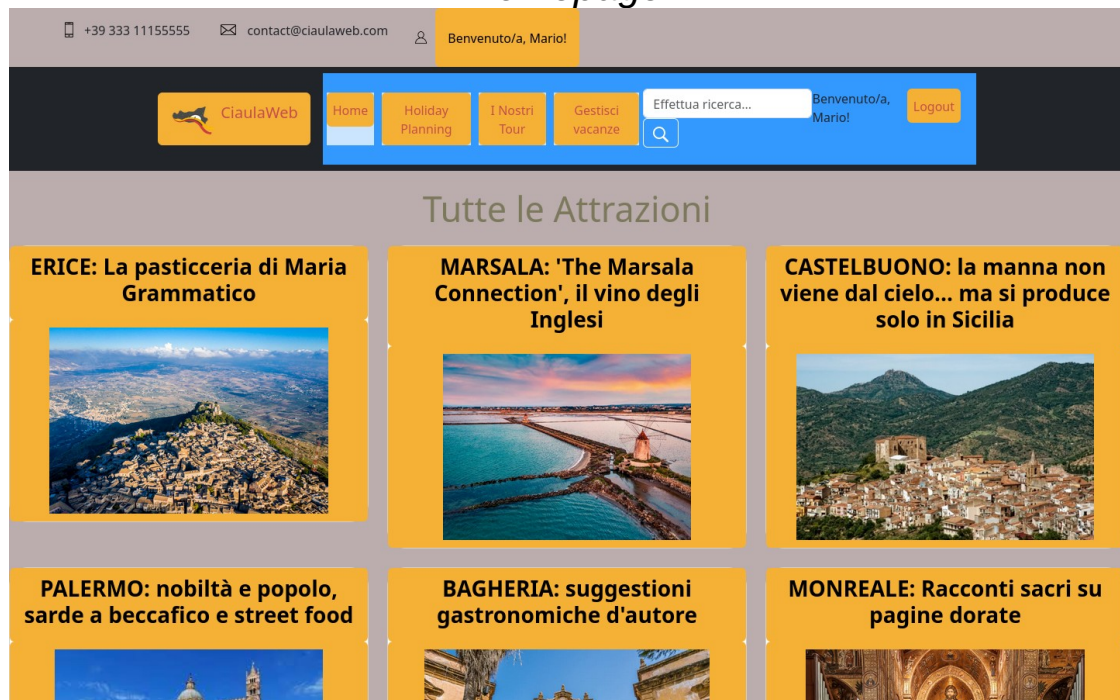 +39 333 11155555 contact@ciaulaweb.com Benvenuto/a, Mario!
CiaulaWeb
Home
Holiday
Planning
I Nostri
Tour
Gestisci
vacanze
Effettua ricerca...
Benvenuto/a,
Mario!
Logout
Tutte le Attrazioni
ERICE: La pasticceria di Maria
Grammatico
MARSALA: 'The Marsala
Connection', il vino degli
Inglesi
CASTELBUONO: la manna non
viene dal cielo... ma si produce
solo in Sicilia
PALERMO: nobiltà e popolo,
sarde a beccafico e street food
BAGHERIA: suggestioni
gastronomiche d'autore
MONREALE: Racconti sacri su
pagine dorate